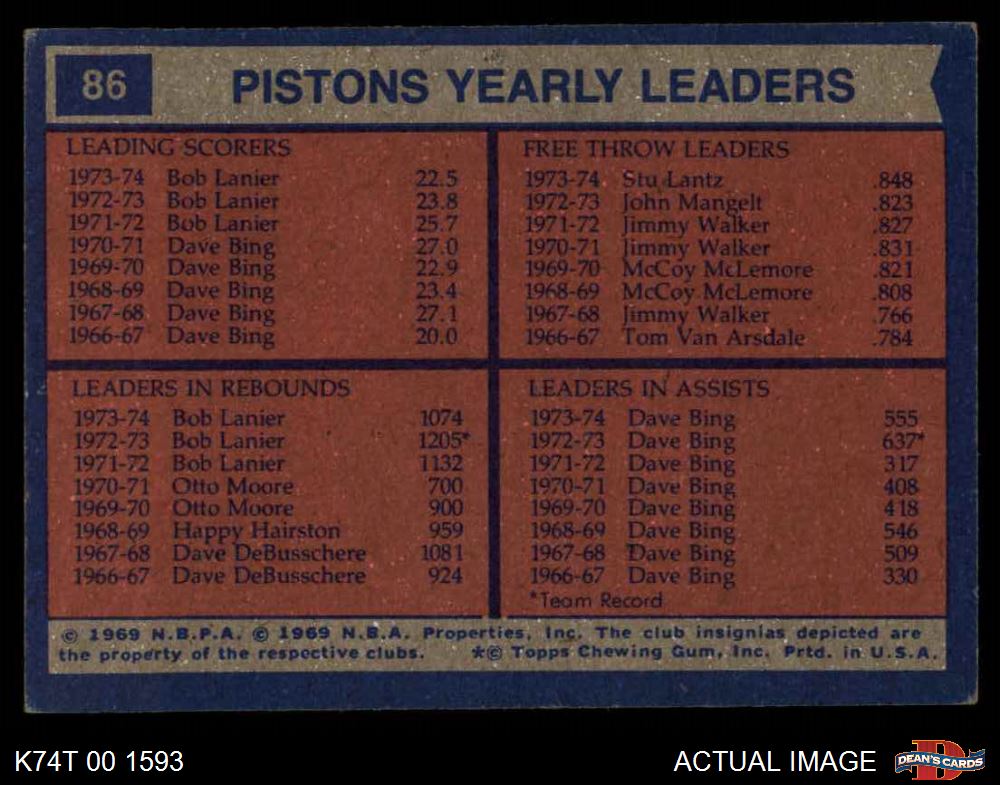 86
PISTONS YEARLY LEADERS
LEADING SCORERS
1973-74 Bob Lanier 22.5
1972-73 Bob Lanier 23.8
1971-72 Bob Lanier 25.7
1970-71 Dave Bing 27.0
1969-70 Dave Bing 22.9
1968-69 Dave Bing 23.4
1967-68 Dave Bing 27.1
1966-67 Dave Bing 20.0
FREE THROW LEADERS
1973-74 Stu Lantz .848
1972-73 John Mangelt .823
1971-72 Jimmy Walker .827
1970-71 Jimmy Walker .831
1969-70 McCoy McLemore .821
1968-69 McCoy McLemore .808
1967-68 Jimmy Walker .766
1966-67 Tom Van Arsdale .784
LEADERS IN REBOUNDS
1973-74 Bob Lanier 1074
1972-73 Bob Lanier 1205*
1971-72 Bob Lanier 1132
1970-71 Otto Moore 700
1969-70 Otto Moore 900
1968-69 Happy Hairston 959
1967-68 Dave DeBusschere 1081
1966-67 Dave DeBusschere 924
LEADERS IN ASSISTS
1973-74 Dave Bing 555
1972-73 Dave Bing 637*
1971-72 Dave Bing 317
1970-71 Dave Bing 408
1969-70 Dave Bing 418
1968-69 Dave Bing 546
1967-68 Dave Bing 509
1966-67 Dave Bing 330
*Team Record
© 1969 N.B.P.A. © 1969 N.B.A. Properties, Inc. The club insignias depicted are
the property of the respective clubs. *© Topps Chewing Gum, Inc. Prtd. in U.S.A.
K74T 00 1593
ACTUAL IMAGE
D
DEAN'S CARDS